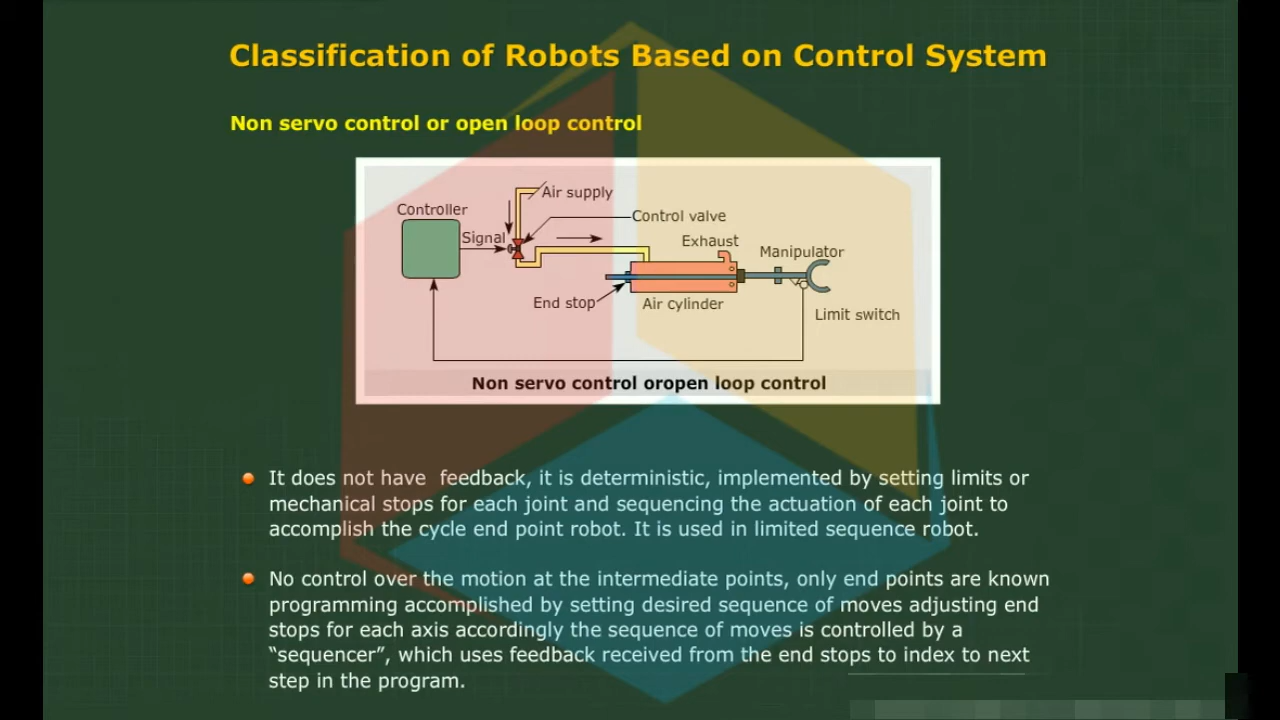 Classification of Robots Based on Control System
Non servo control or open loop control
Air supply
Controller
Control valve
Signal
Exhaust
Manipulator
End stop
Air cylinder
Limit switch
Non servo control oropen loop control
It does not have feedback, it is deterministic, implemented by setting limits or
mechanical stops for each joint and sequencing the actuation of each joint to
accomplish the cycle end point robot. It is used in limited sequence robot.
No control over the motion at the intermediate points, only end points are known
programming accomplished by setting desired sequence of moves adjusting end
stops for each axis accordingly the sequence of moves is controlled by a
“sequencer”, which uses feedback received from the end stops to index to next
step in the program.